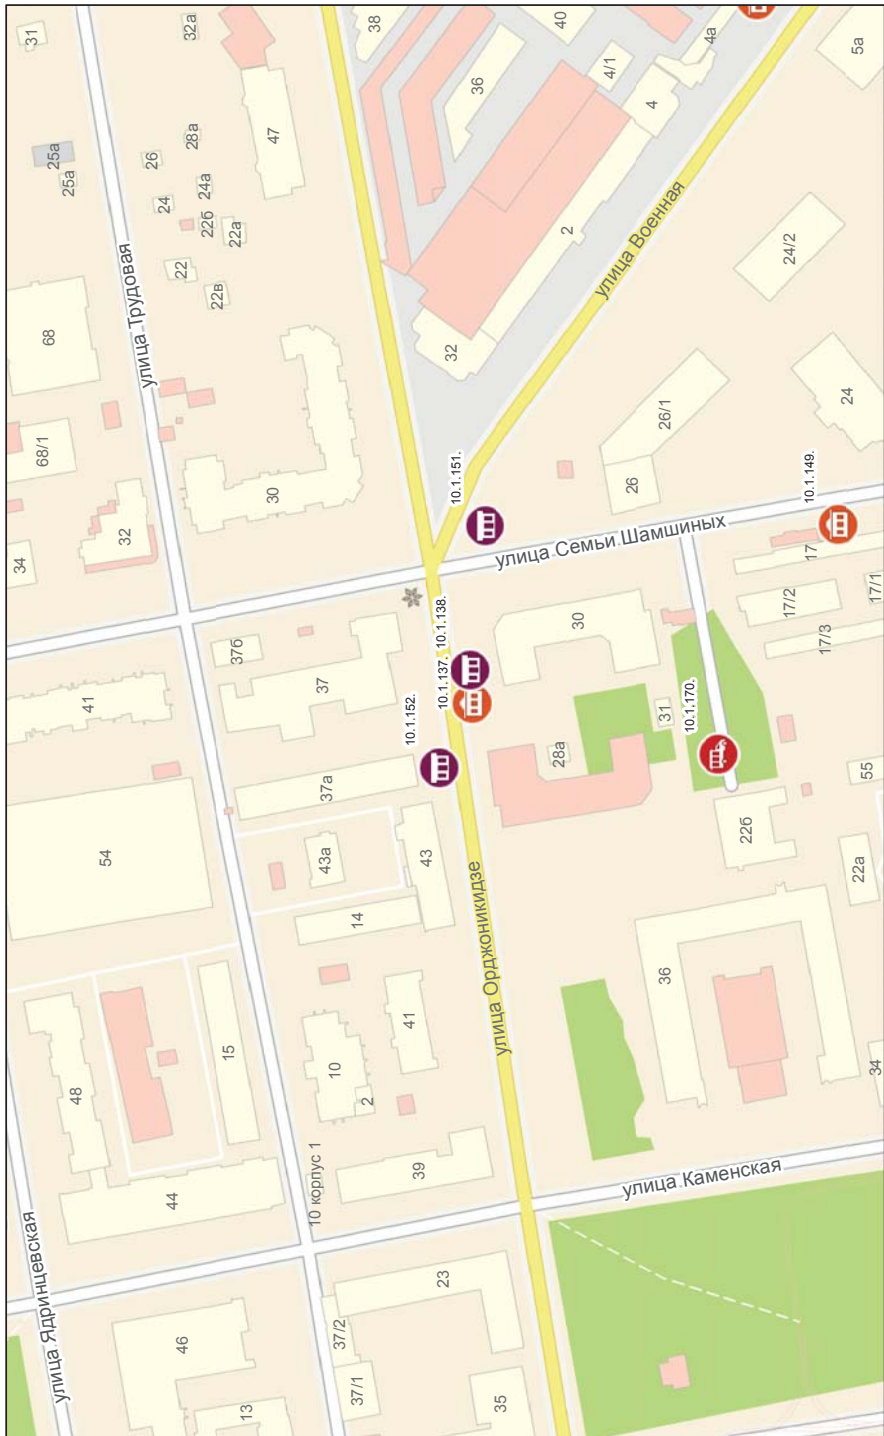 31
32а
38
40
4а
5а
25а
25а
26
28а
47
36
4/1
4
24
24а
22б
22а
22
22в
2
улица Военная
24/2
улица Трудовая
68
32
68/1
30
26/1
24
34
32
10.1.151.
26
10.1.149.
улица Семьи Шамшиных
17
17/2
17/1
17/3
37б
41
37
10.1.138.
10.1.137.
30
10.1.152.
31
10.1.170.
28а
37а
54
43а
43
55
22б
22а
14
улица Орджоникидзе
36
15
41
48
10
2
34
44
10 корпус 1
39
улица Каменская
улица Ядринцевская
23
46
37/2
37/1
35
13